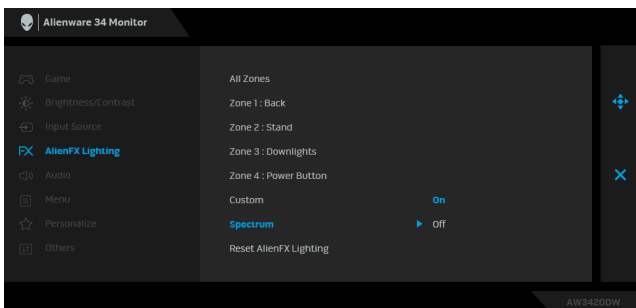 Alienware 34 Monitor
Game
Brightness/Contrast
Input Source
FX AlienFX Lighting
Audio
Menu
Personalize
Others
All Zones
Zone 1 : Back
Zone 2 : Stand
Zone 3 : Downlights
Zone 4 : Power Button
Custom On
Spectrum Off
Reset AlienFX Lighting
AW3420DW